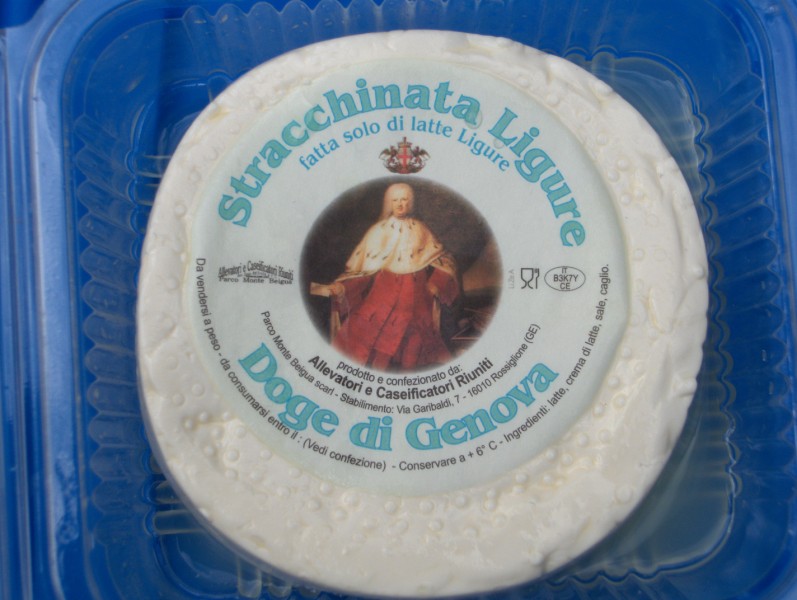 Stracchinata Ligure
fatta solo di latte Ligure
Allevatori e Caseificatori Riuniti
Parco Monte Beigua
IT
B3K7Y
CE
prodotto e confezionato da:
Allevatori e Caseificatori Riuniti
Parco Monte Beigua scarl - Stabilimento: Via Garibaldi, 7 - 16010 Rossiglione (GE)
Doge di Genova
Da vendersi a peso - da consumarsi entro il : (Vedi confezione) - Conservare a + 6° C - Ingredienti: latte, crema di latte, sale, caglio.